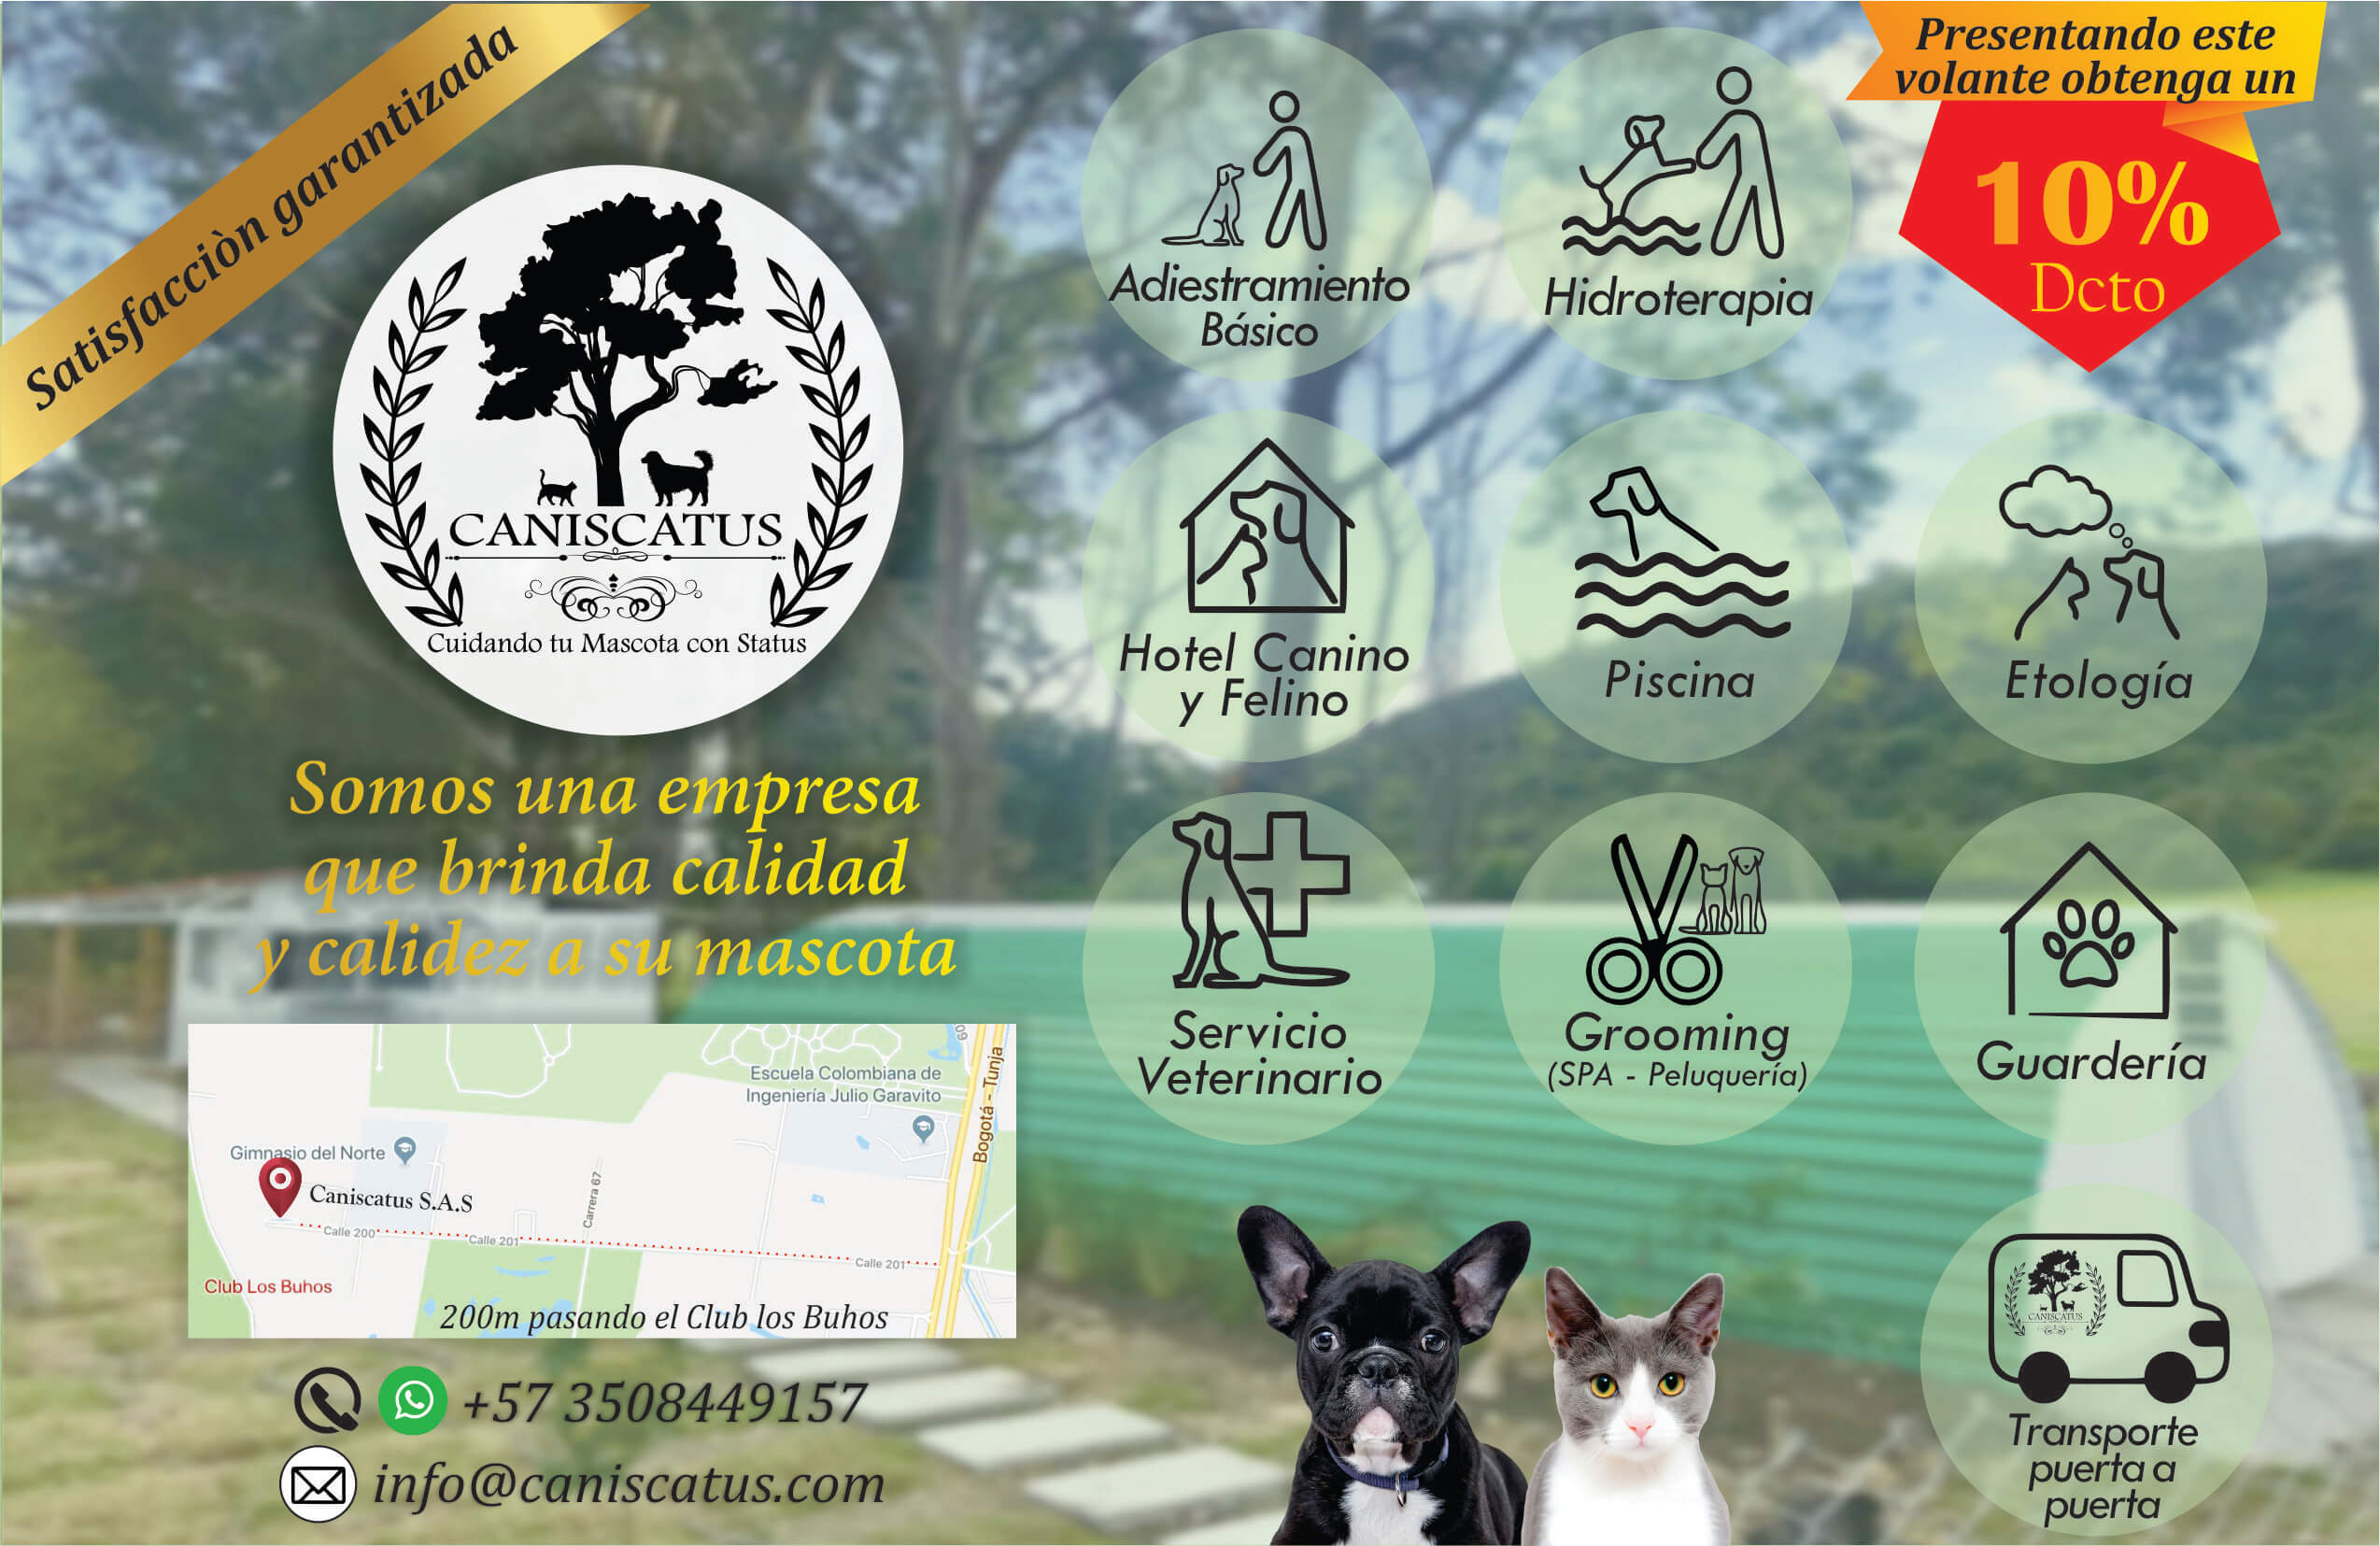 Satisfacciòn garantizada
CANISCATUS
Cuidando tu Mascota con Status
Somos una empresa
que brinda calidad
y calidez a su mascota
Escuela Colombiana de
Ingeniería Julio Garavito
Gimnasio del Norte
Caniscatus S.A.S
Calle 200
Calle 201
Carrera 67
Calle 201
Bogotá - Tunja
60
Club Los Buhos
200m pasando el Club los Buhos
+57 3508449157
info@caniscatus.com
Presentando este
volante obtenga un
10%
Dcto
Adiestramiento
Básico
Hidroterapia
Hotel Canino
y Felino
Piscina
Etología
Servicio
Veterinario
Grooming
(SPA - Peluquería)
Guardería
CANISCATUS
Transporte
puerta a
puerta